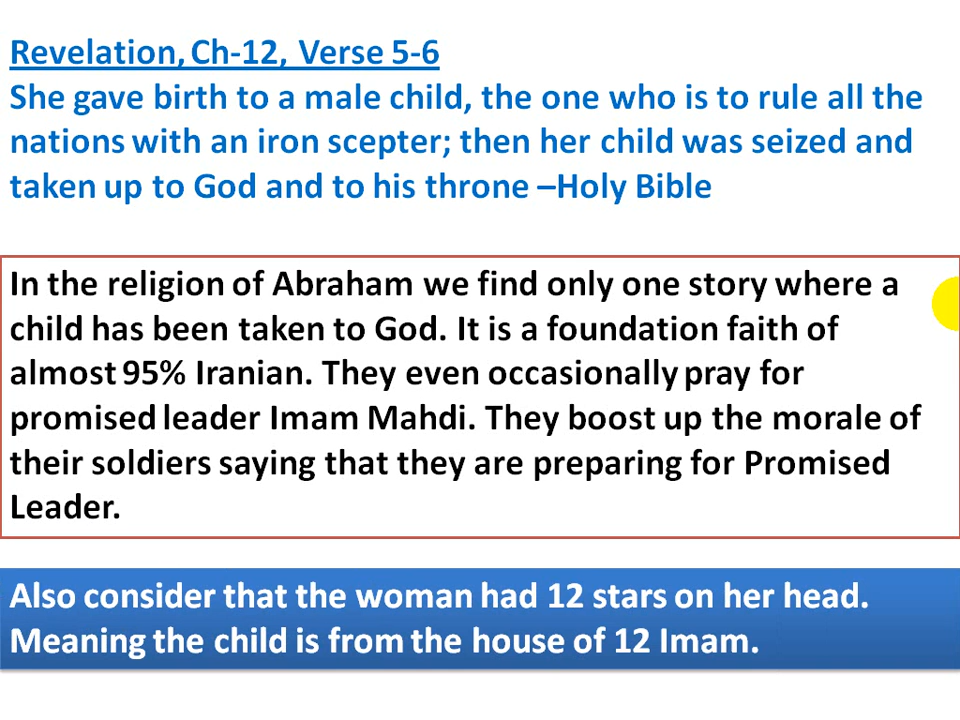 Revelation, Ch-12, Verse 5-6
She gave birth to a male child, the one who is to rule all the
nations with an iron scepter; then her child was seized and
taken up to God and to his throne –Holy Bible
In the religion of Abraham we find only one story where a
child has been taken to God. It is a foundation faith of
almost 95% Iranian. They even occasionally pray for
promised leader Imam Mahdi. They boost up the morale of
their soldiers saying that they are preparing for Promised
Leader.
Also consider that the woman had 12 stars on her head.
Meaning the child is from the house of 12 Imam.